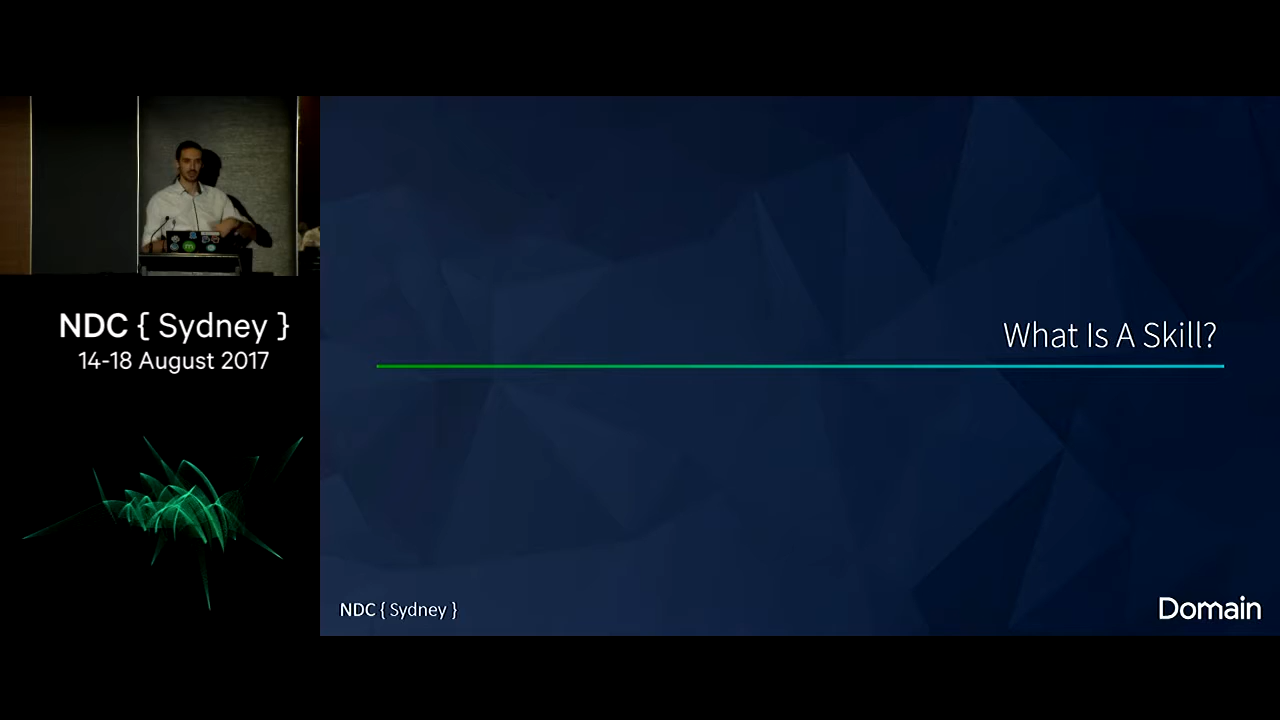 NDC { Sydney }
14-18 August 2017
What Is A Skill?
NDC { Sydney }
Domain